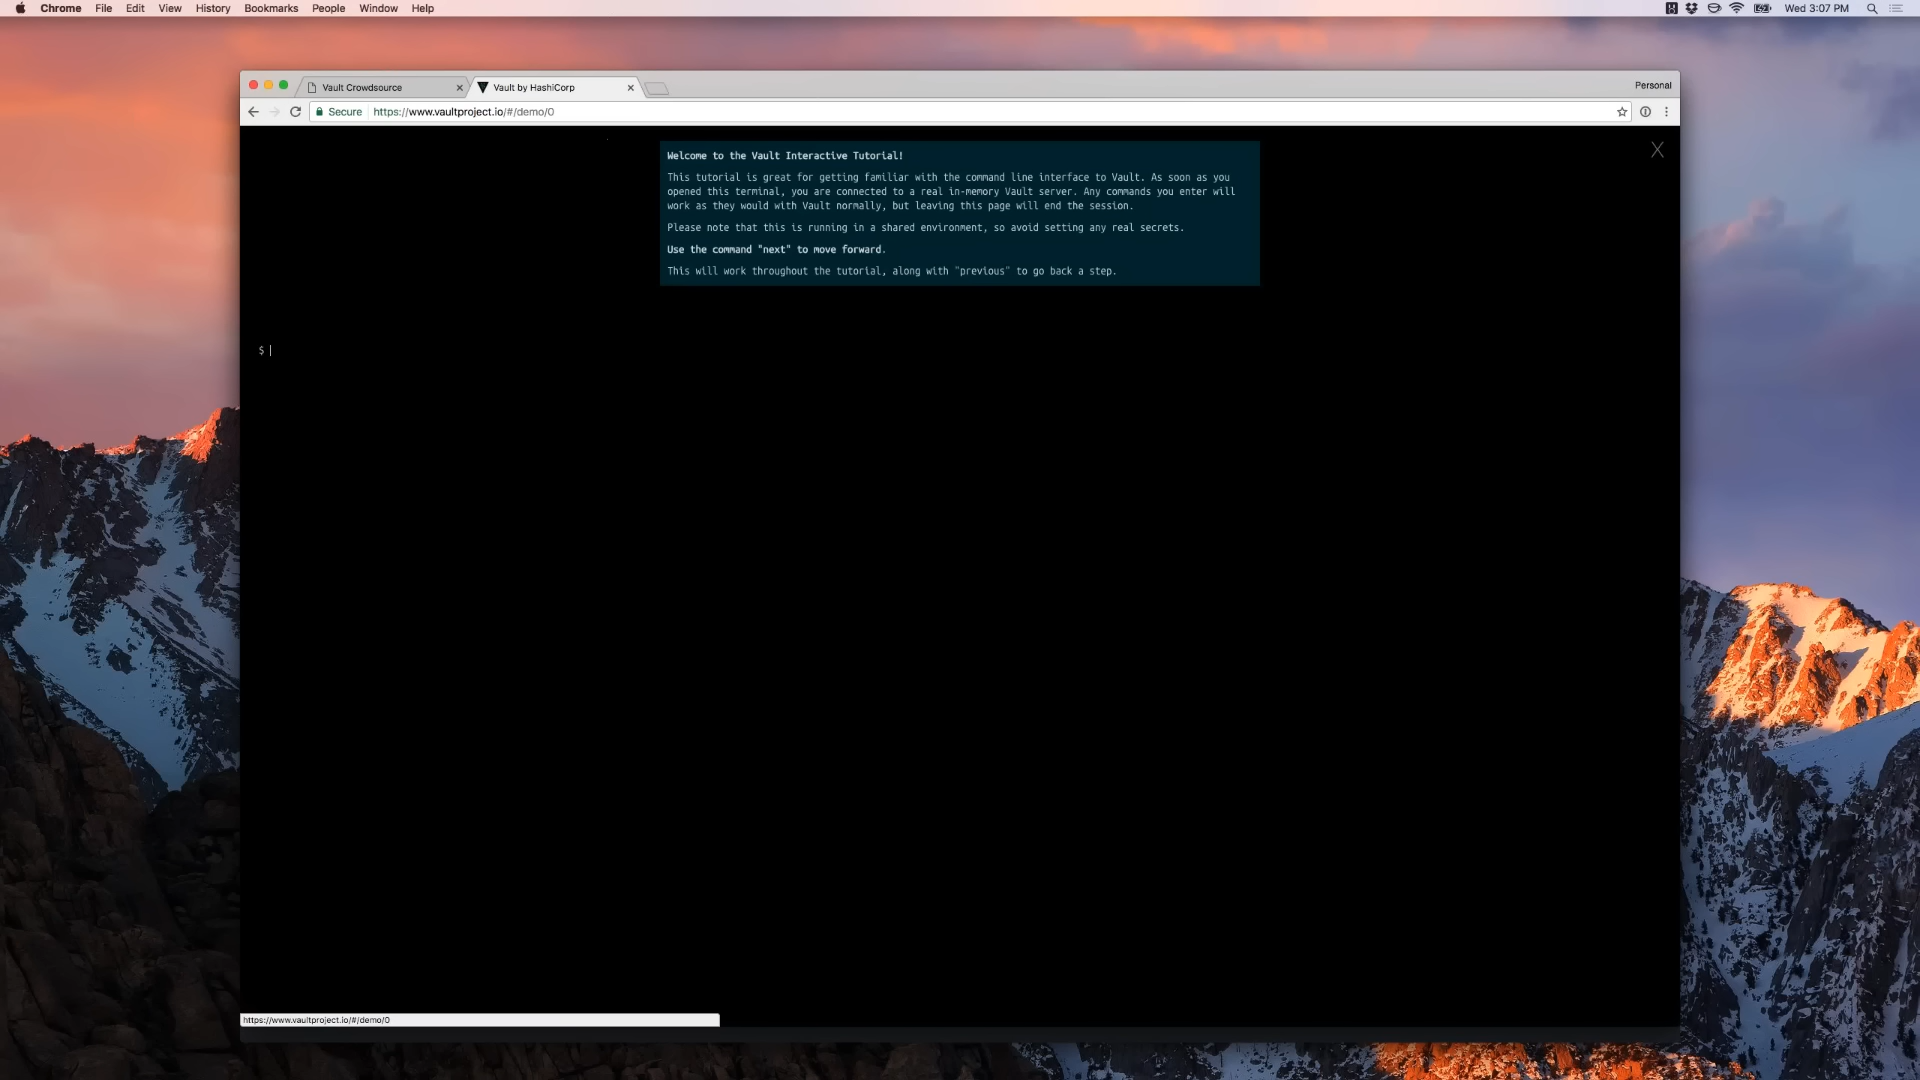 Chrome File Edit View History Bookmarks People Window Help Wed 3:07 PM
Vault Crowdsource Vault by HashiCorp Personal
Secure https://www.vaultproject.io/#/demo/0
Welcome to the Vault Interactive Tutorial!
X
This tutorial is great for getting familiar with the command line interface to Vault. As soon as you
opened this terminal, you are connected to a real in-memory Vault server. Any commands you enter will
work as they would with Vault normally, but leaving this page will end the session.
Please note that this is running in a shared environment, so avoid setting any real secrets.
Use the command "next" to move forward.
This will work throughout the tutorial, along with "previous" to go back a step.
$
https://www.vaultproject.io/#/demo/0